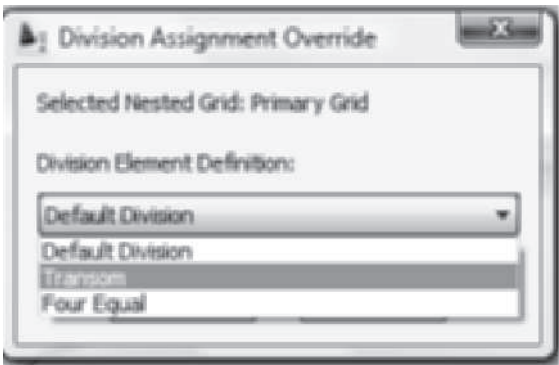 Division Assignment Override
Selected Nested Grid: Primary Grid
Division Element Definition:
Default Division
Default Division
Transom
Four Equal